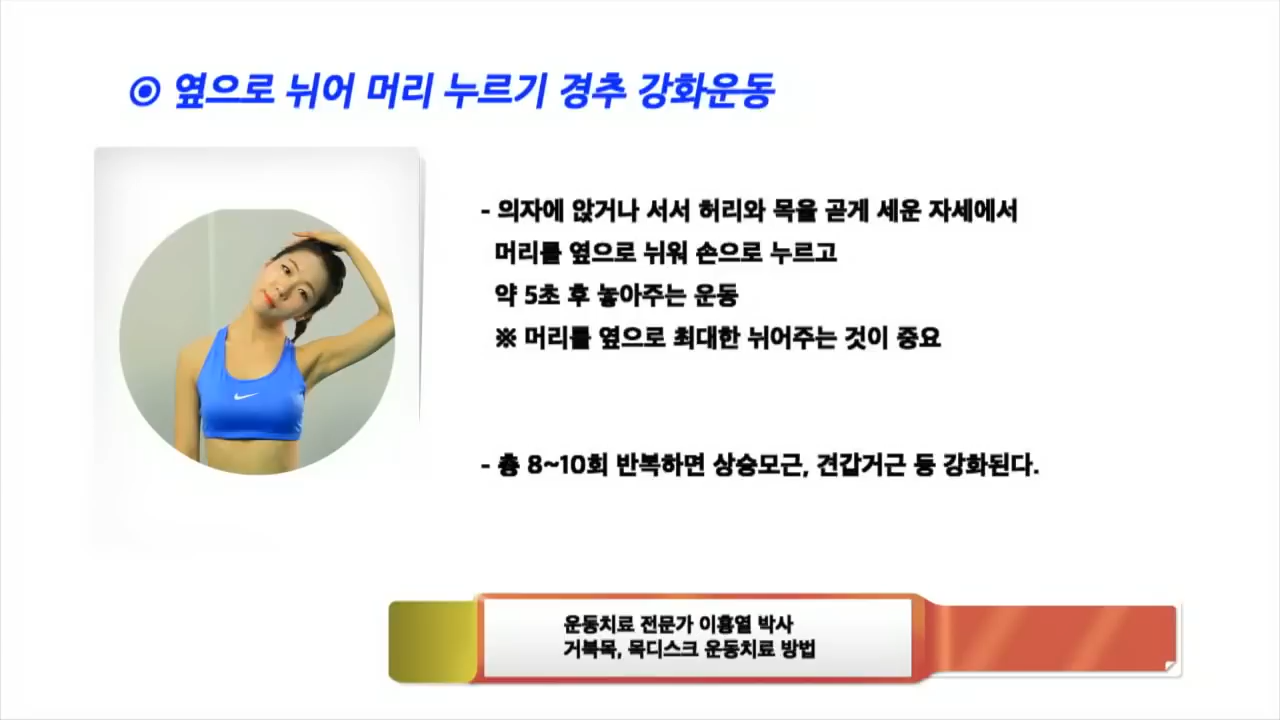 ◉ 옆으로 뉘어 머리 누르기 경추 강화운동
- 의자에 앉거나 서서 허리와 목을 곧게 세운 자세에서
머리를 옆으로 뉘워 손으로 누르고
약 5초 후 놓아주는 운동
※ 머리를 옆으로 최대한 뉘어주는 것이 중요
- 총 8~10회 반복하면 상승모근, 견갑거근 등 강화된다.
운동치료 전문가 이흥열 박사
거북목, 목디스크 운동치료 방법